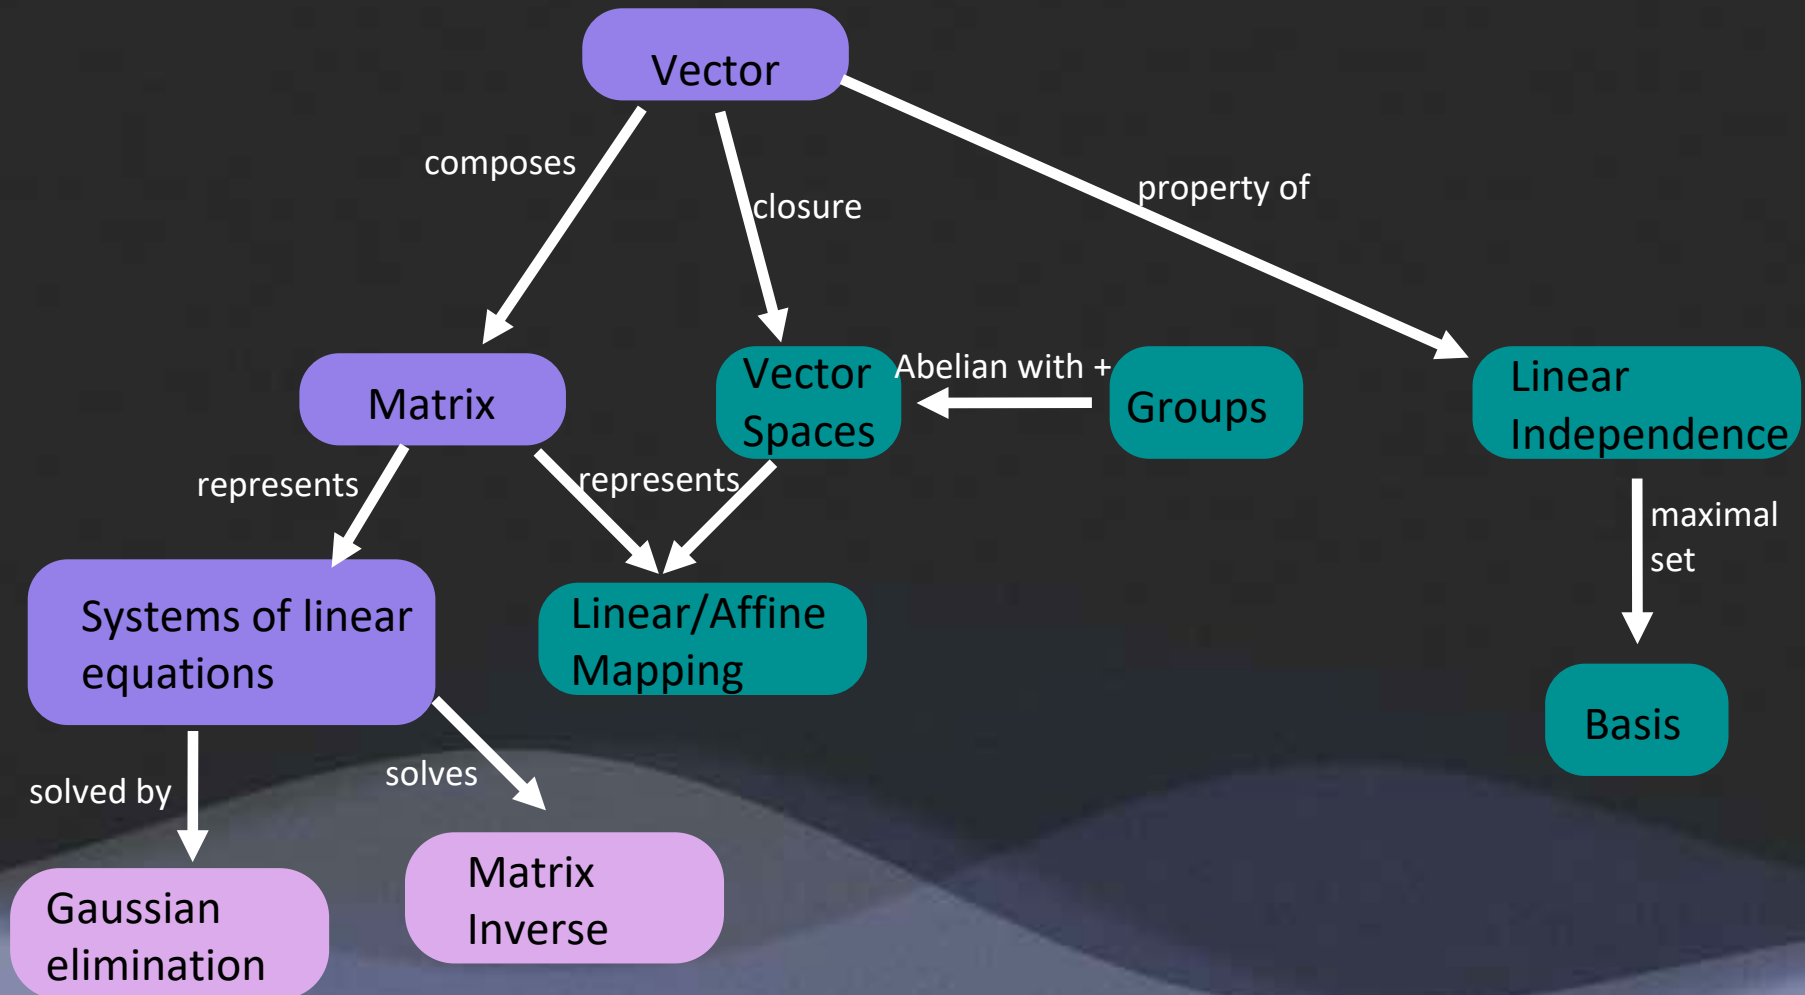 Vector
composes
closure
property of
Matrix
Vector
Spaces
Abelian with +
Groups
Linear
Independence
represents
represents
maximal
set
Systems of linear
equations
Linear/Affine
Mapping
Basis
solved by
solves
Gaussian
elimination
Matrix
Inverse